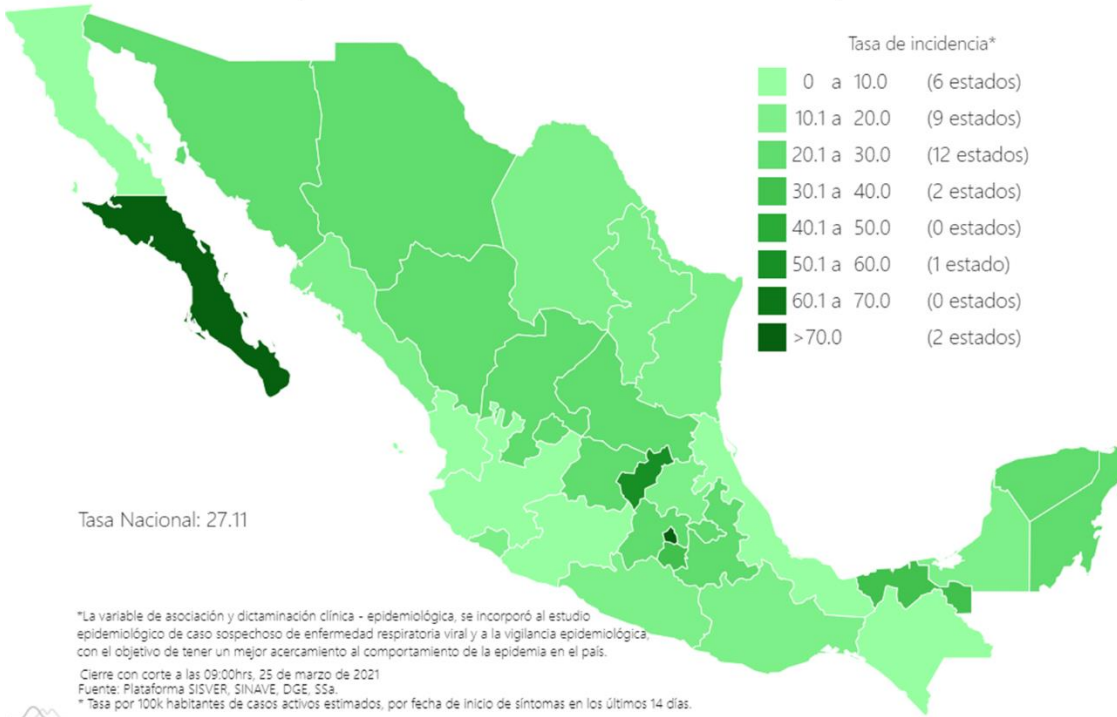 Tasa de incidencia*
0 a 10.0 (6 estados)
10.1 a 20.0 (9 estados)
20.1 a 30.0 (12 estados)
30.1 a 40.0 (2 estados)
40.1 a 50.0 (0 estados)
50.1 a 60.0 (1 estado)
60.1 a 70.0 (0 estados)
>70.0 (2 estados)
Tasa Nacional: 27.11
*La variable de asociación y dictaminación clínica - epidemiológica, se incorporó al estudio
epidemiológico de caso sospechoso de enfermedad respiratoria viral y a la vigilancia epidemiológica,
con el objetivo de tener un mejor acercamiento al comportamiento de la epidemia en el país.
Cierre con corte a las 09:00hrs, 25 de marzo de 2021
Fuente: Plataforma SISVER, SINAVE, DGE, SSa.
* Tasa por 100k habitantes de casos activos estimados, por fecha de inicio de síntomas en los últimos 14 días.